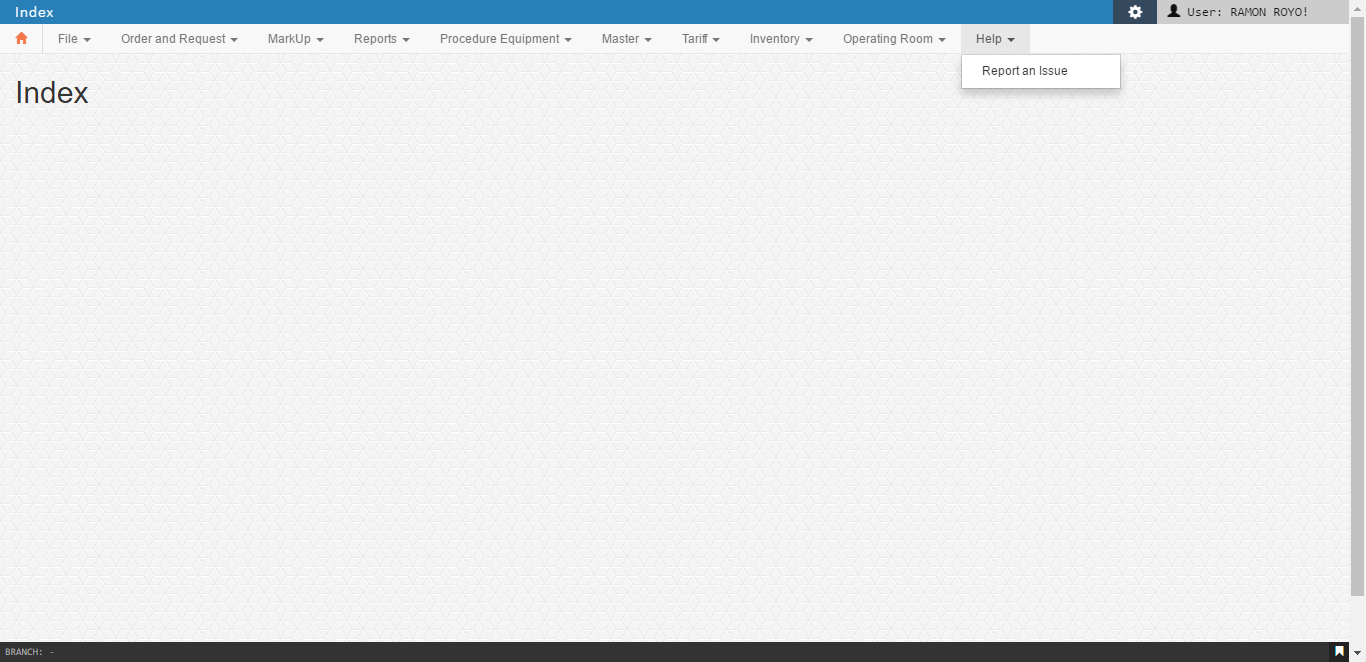 Index
User: RAMON ROYO!
File Order and Request MarkUp Reports Procedure Equipment Master Tariff Inventory Operating Room Help
Report an Issue
Index
BRANCH: -